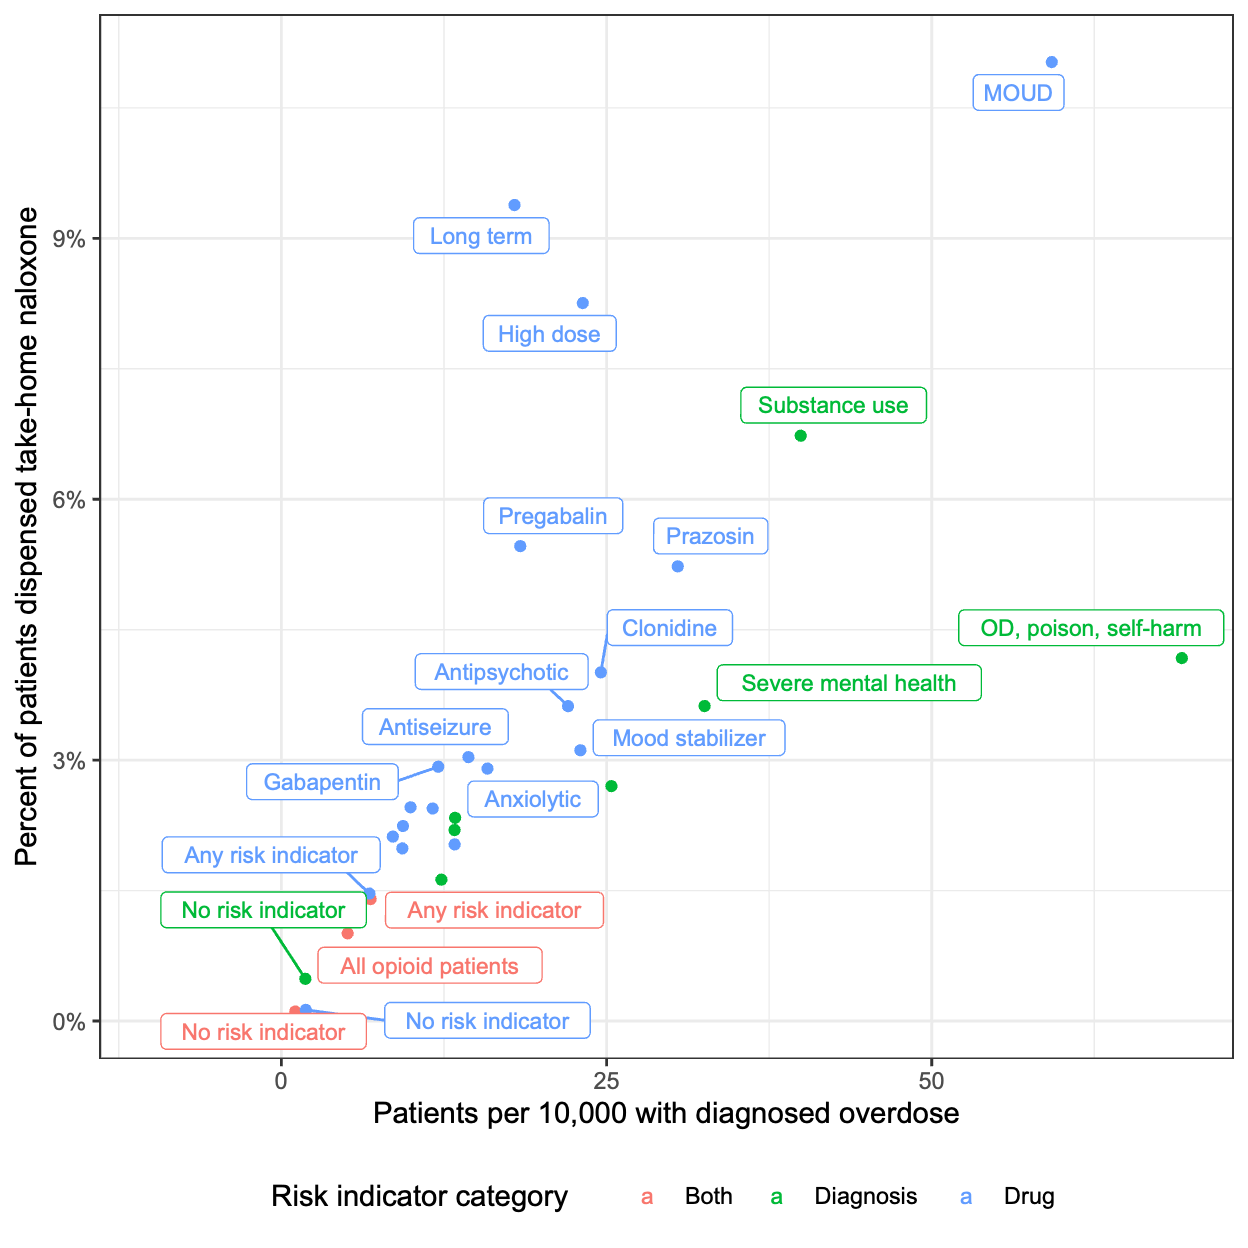 MOUD
Long term
9%
High dose
Substance use
Pregabalin
6%
Prazosin
Clonidine
OD, poison, self-harm
Antipsychotic
Severe mental health
Antiseizure
Mood stabilizer
3%
Gabapentin
Anxiolytic
Any risk indicator
No risk indicator
Any risk indicator
All opioid patients
0%
No risk indicator
No risk indicator
Percent of patients dispensed take-home naloxone
0 25 50
Patients per 10,000 with diagnosed overdose
Risk indicator category a Both a Diagnosis a Drug